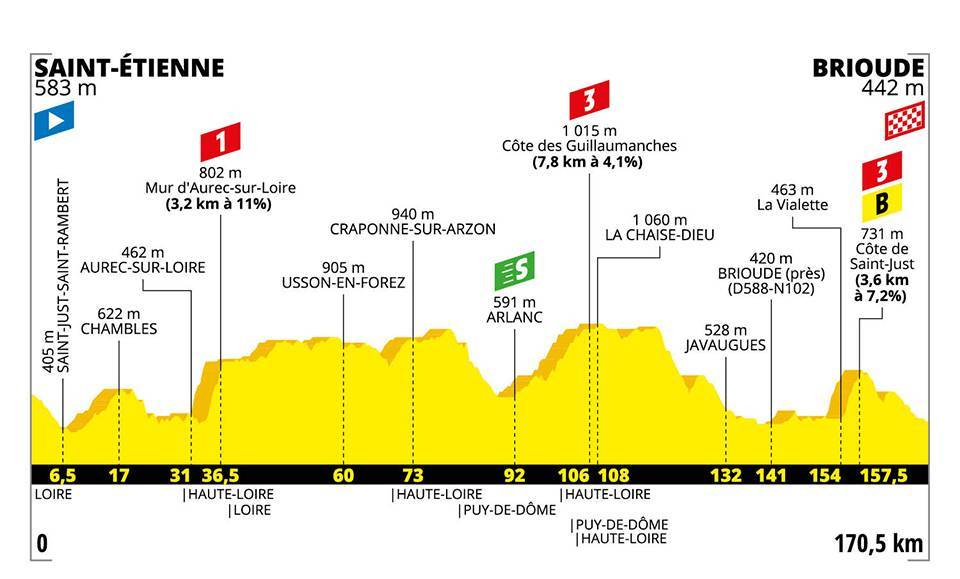 SAINT-ÉTIENNE
583 m
BRIOUDE
442 m
405 m
SAINT-JUST-SAINT-RAMBERT
622 m
CHAMBLES
462 m
AUREC-SUR-LOIRE
1
802 m
Mur d'Aurec-sur-Loire
(3,2 km à 11%)
905 m
USSON-EN-FOREZ
940 m
CRAPONNE-SUR-ARZON
S
591 m
ARLANC
3
1 015 m
Côte des Guillaumanches
(7,8 km à 4,1%)
1 060 m
LA CHAISE-DIEU
528 m
JAVAUGUES
420 m
BRIOUDE (près)
(D588-N102)
463 m
La Vialette
3
B
731 m
Côte de
Saint-Just
(3,6 km
à 7,2%)
6,5 17 31 36,5 60 73 92 106 108 132 141 154 157,5
LOIRE |HAUTE-LOIRE |HAUTE-LOIRE |HAUTE-LOIRE
|LOIRE |PUY-DE-DÔME
|PUY-DE-DÔME
|HAUTE-LOIRE
0 170,5 km